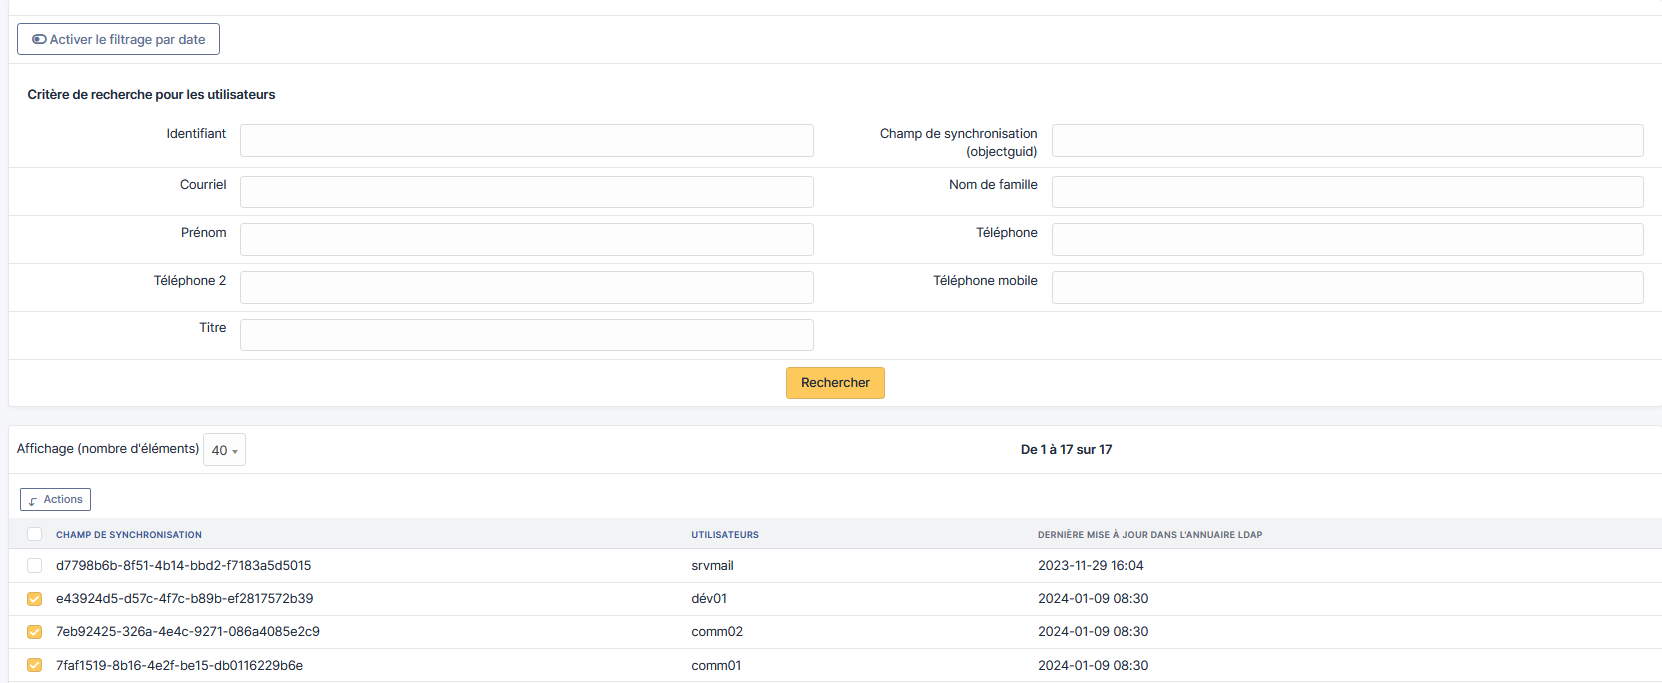 Activer le filtrage par date
Critère de recherche pour les utilisateurs
Identifiant
Champ de synchronisation
(objectguid)
Courriel
Nom de famille
Prénom
Téléphone
Téléphone 2
Téléphone mobile
Titre
Rechercher
Affichage (nombre d'éléments) 40
De 1 à 17 sur 17
Actions
CHAMP DE SYNCHRONISATION UTILISATEURS DERNIÈRE MISE À JOUR DANS L'ANNUAIRE LDAP
d7798b6b-8f51-4b14-bbd2-f7183a5d5015 srvmail 2023-11-29 16:04
e43924d5-d57c-4f7c-b89b-ef2817572b39 dév01 2024-01-09 08:30
7eb92425-326a-4e4c-9271-086a4085e2c9 comm02 2024-01-09 08:30
7faf1519-8b16-4e2f-be15-db0116229b6e comm01 2024-01-09 08:30